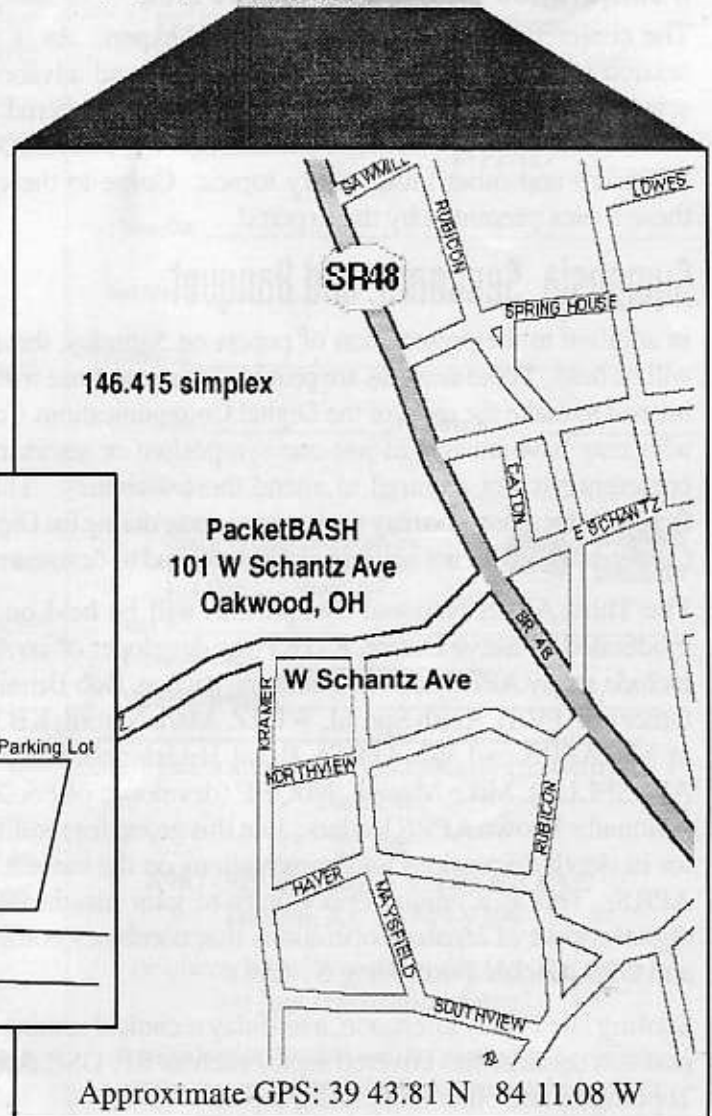 SAWMILL
LOWES
RUBICON
SR48
SPRING HOUSE
146.415 simplex
EATON
E SCHAWTZ
PacketBASH
101 W Schantz Ave
Oakwood, OH
SR 48
W Schantz Ave
KRAMER
Parking Lot
NORTHVIEW
RUBICON
HAVER
MAYSFIELD
SOUTHVIEW
Approximate GPS: 39 43.81 N 84 11.08 W